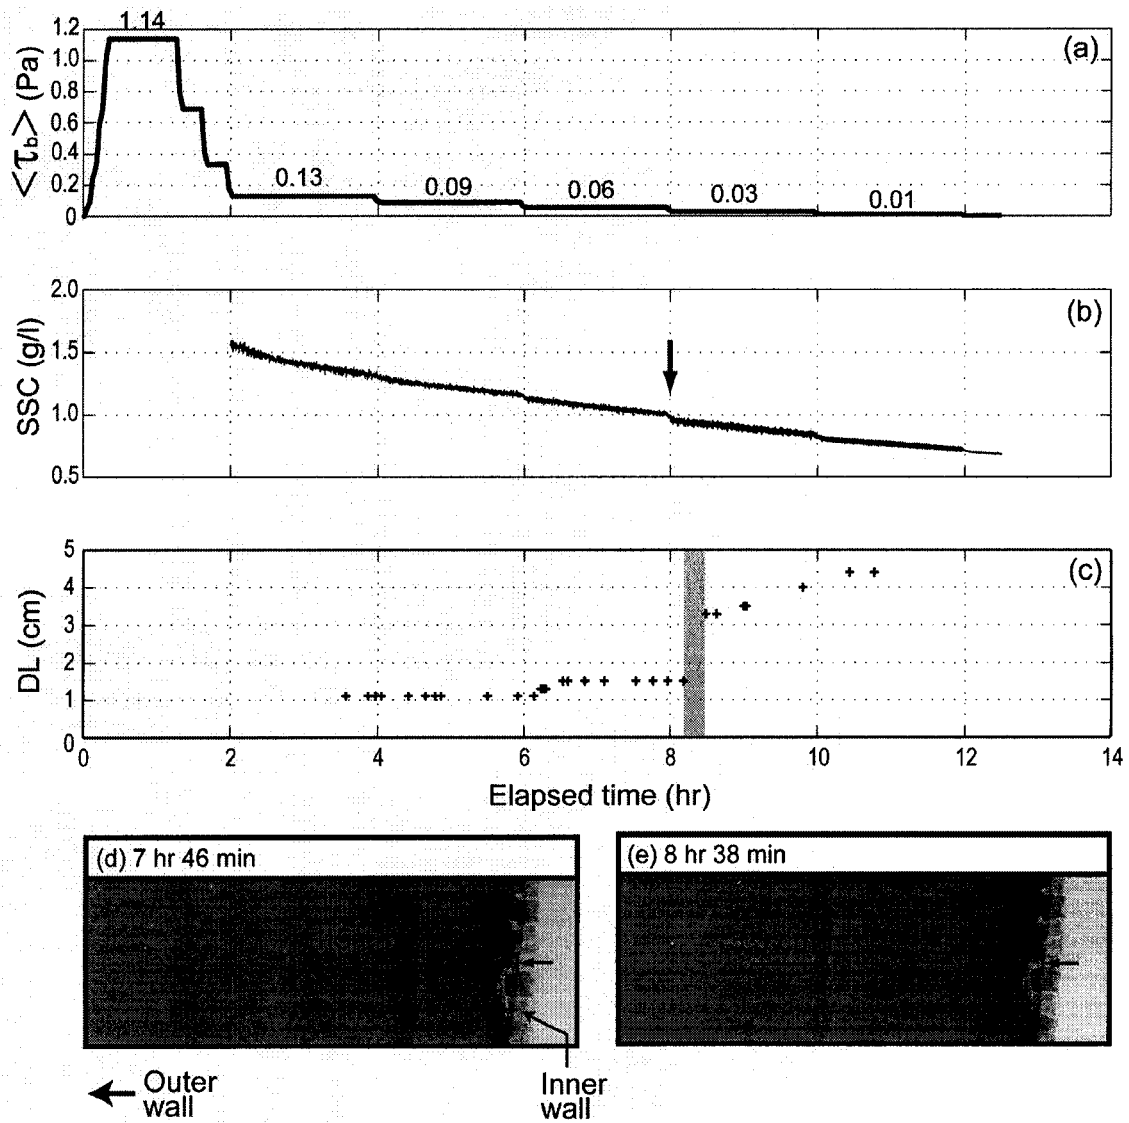 1.14
(a)
<τb> (Pa)
1.2
1.0
0.8
0.6
0.4
0.2
0
0.13
0.09
0.06
0.03
0.01
(b)
SSC (g/l)
2.0
1.5
1.0
0.5
(c)
DL (cm)
5
4
3
2
1
0
0 2 4 6 8 10 12 14
Elapsed time (hr)
(d) 7 hr 46 min
(e) 8 hr 38 min
Outer
wall
Inner
wall